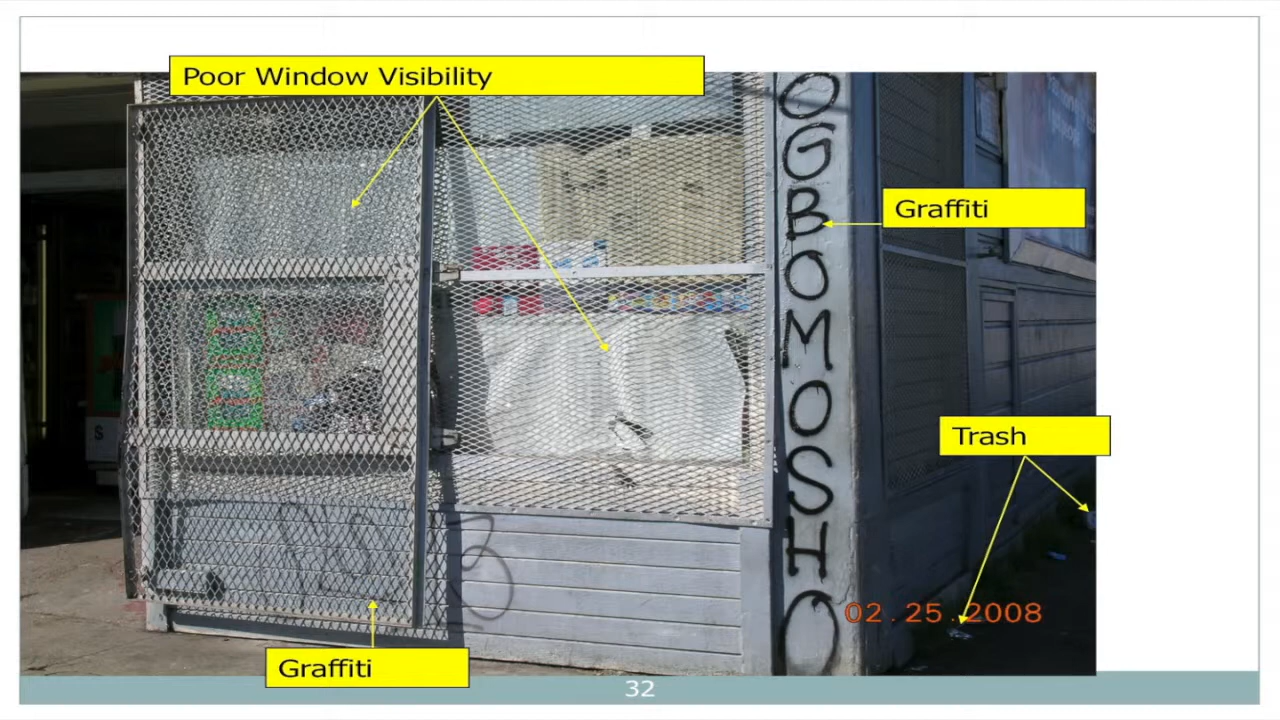 Poor Window Visibility
OGBOMOSHO
Graffiti
Trash
S
02.25.2008
Graffiti
32